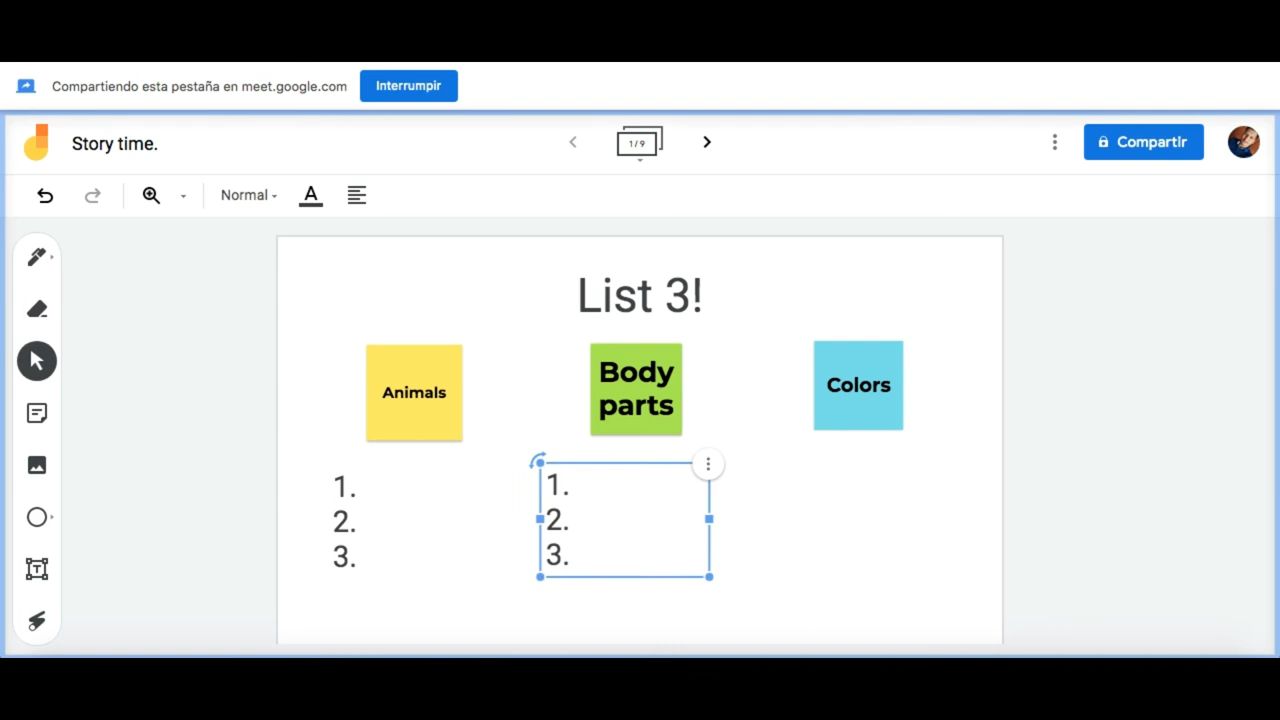 Compartiendo esta pestaña en meet.google.com Interrumpir
Story time.
1/9
Compartir
Normal
A
List 3!
Animals
Body
parts
Colors
1.
2.
3.
1.
2.
3.